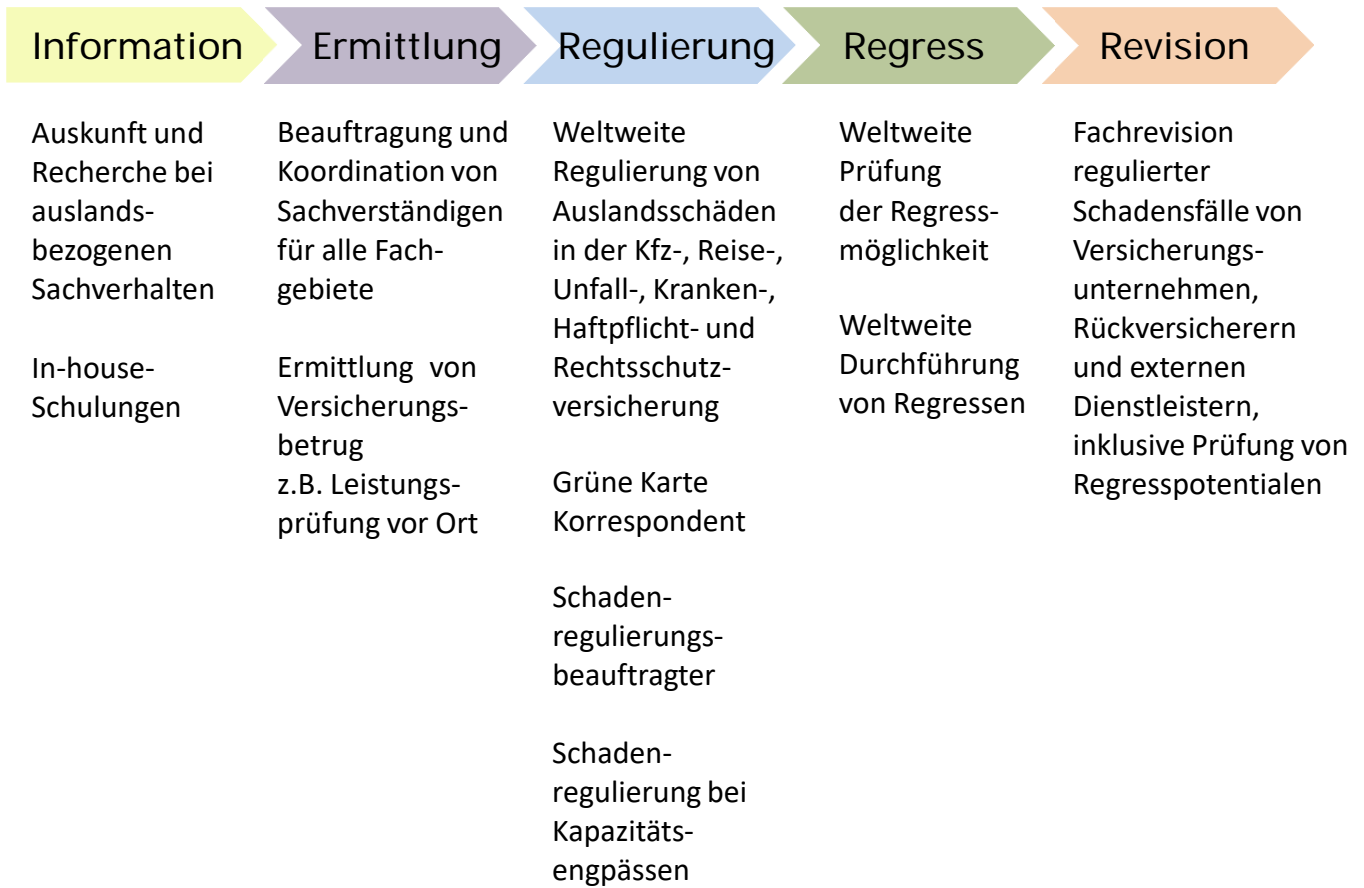 Information
Ermittlung
Regulierung
Regress
Revision
Auskunft und
Recherche bei
auslands-
bezogenen
Sachverhalten
In-house-
Schulungen
Beauftragung und
Koordination von
Sachverständigen
für alle Fach-
gebiete
Ermittlung von
Versicherungs-
betrug
z.B. Leistungs-
prüfung vor Ort
Weltweite
Regulierung von
Auslandsschäden
in der Kfz-, Reise-,
Unfall-, Kranken-,
Haftpflicht- und
Rechtsschutz-
versicherung
Grüne Karte
Korrespondent
Schaden-
regulierungs-
beauftragter
Schaden-
regulierung bei
Kapazitäts-
engpässen
Weltweite
Prüfung
der Regress-
möglichkeit
Weltweite
Durchführung
von Regressen
Fachrevision
regulierter
Schadensfälle von
Versicherungs-
unternehmen,
Rückversicherern
und externen
Dienstleistern,
inklusive Prüfung von
Regresspotentialen